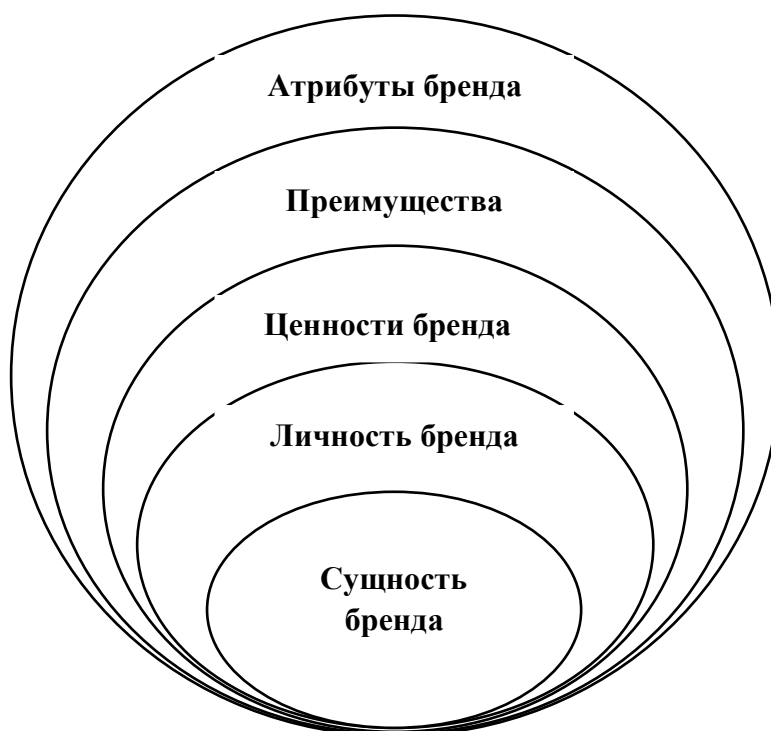 Атрибуты бренда
Преимущества
Ценности бренда
Личность бренда
Сущность
бренда